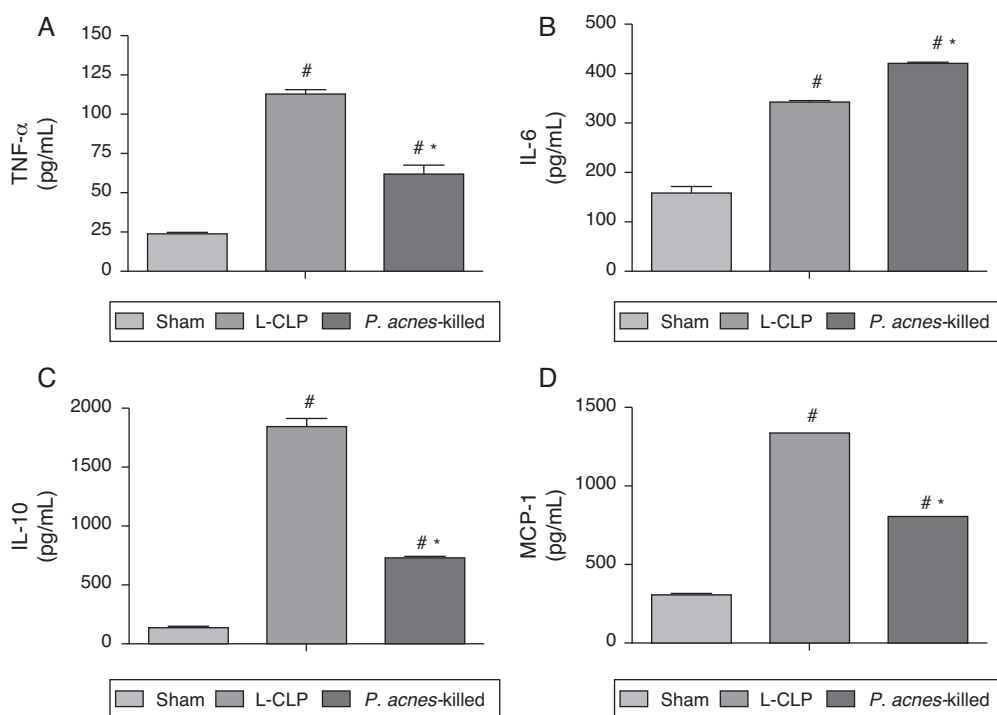 A
TNF-α
(pg/mL)
150
125
100
75
50
25
0
#
# *
Sham L-CLP P. acnes-killed
B
IL-6
(pg/mL)
500
400
300
200
100
0
#
# *
Sham L-CLP P. acnes-killed
C
IL-10
(pg/mL)
2000
1500
1000
500
0
#
# *
Sham L-CLP P. acnes-killed
D
MCP-1
(pg/mL)
1500
1000
500
0
#
# *
Sham L-CLP P. acnes-killed